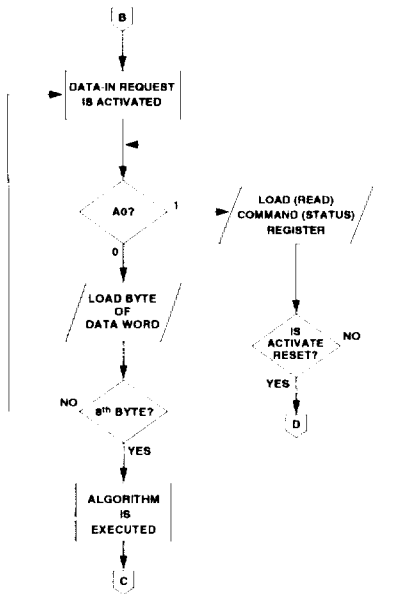 B
DATA-IN REQUEST
IS ACTIVATED
A0?
1
0
LOAD (READ)
COMMAND (STATUS)
REGISTER
LOAD BYTE
OF
DATA WORD
IS
ACTIVATE
RESET?
NO
YES
D
NO
8th BYTE?
YES
ALGORITHM
IS
EXECUTED
C